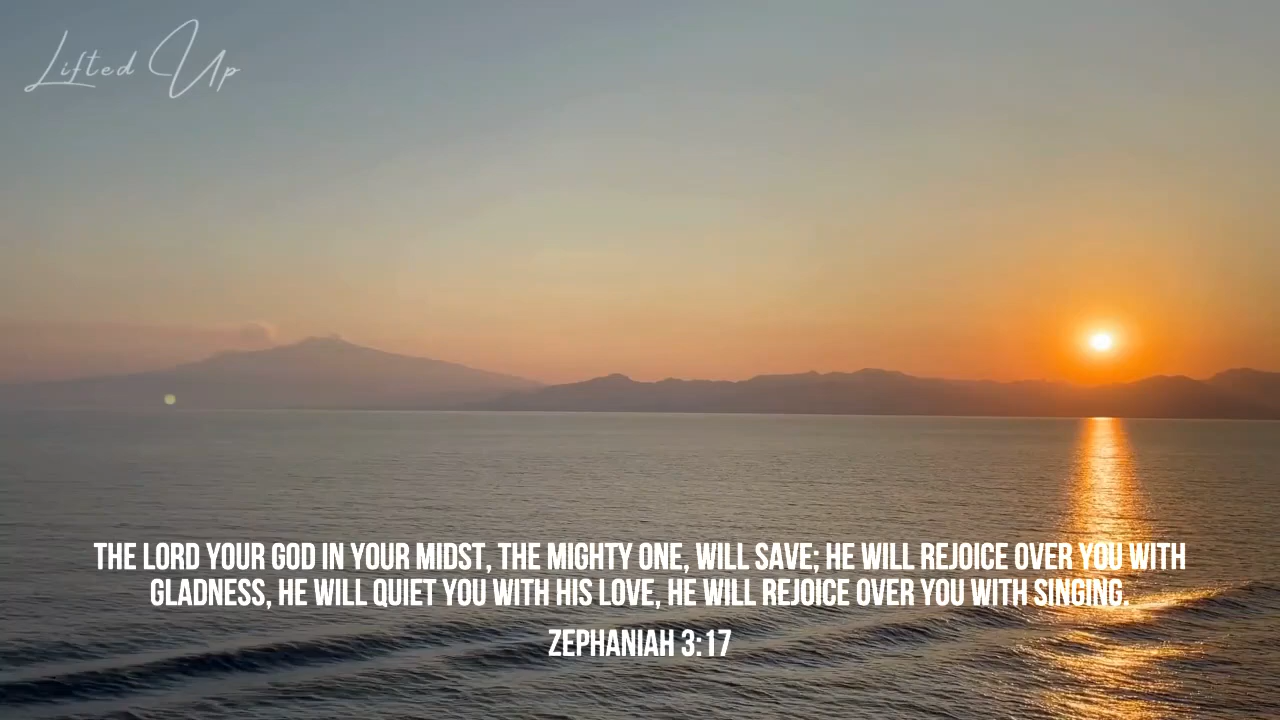 Lifted Up
THE LORD YOUR GOD IN YOUR MIDST, THE MIGHTY ONE, WILL SAVE; HE WILL REJOICE OVER YOU WITH
GLADNESS, HE WILL QUIET YOU WITH HIS LOVE, HE WILL REJOICE OVER YOU WITH SINGING.
ZEPHANIAH 3:17